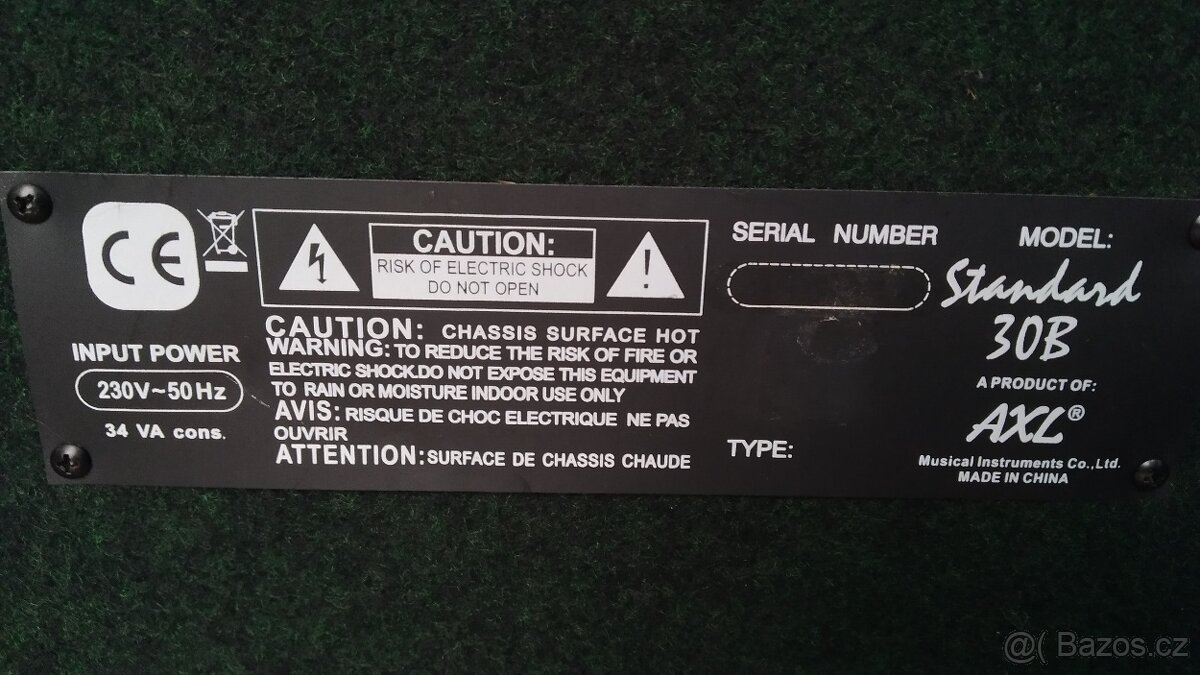 CE
INPUT POWER
230V~50Hz
34 VA cons.
CAUTION:
RISK OF ELECTRIC SHOCK
DO NOT OPEN
CAUTION: CHASSIS SURFACE HOT
WARNING: TO REDUCE THE RISK OF FIRE OR
ELECTRIC SHOCK.DO NOT EXPOSE THIS EQUIPMENT
TO RAIN OR MOISTURE INDOOR USE ONLY
AVIS: RISQUE DE CHOC ELECTRIQUE NE PAS
OUVRIR
ATTENTION: SURFACE DE CHASSIS CHAUDE
SERIAL NUMBER
TYPE:
MODEL:
Standard
30B
A PRODUCT OF:
AXL®
Musical Instruments Co.,Ltd.
MADE IN CHINA
@( Bazos.cz